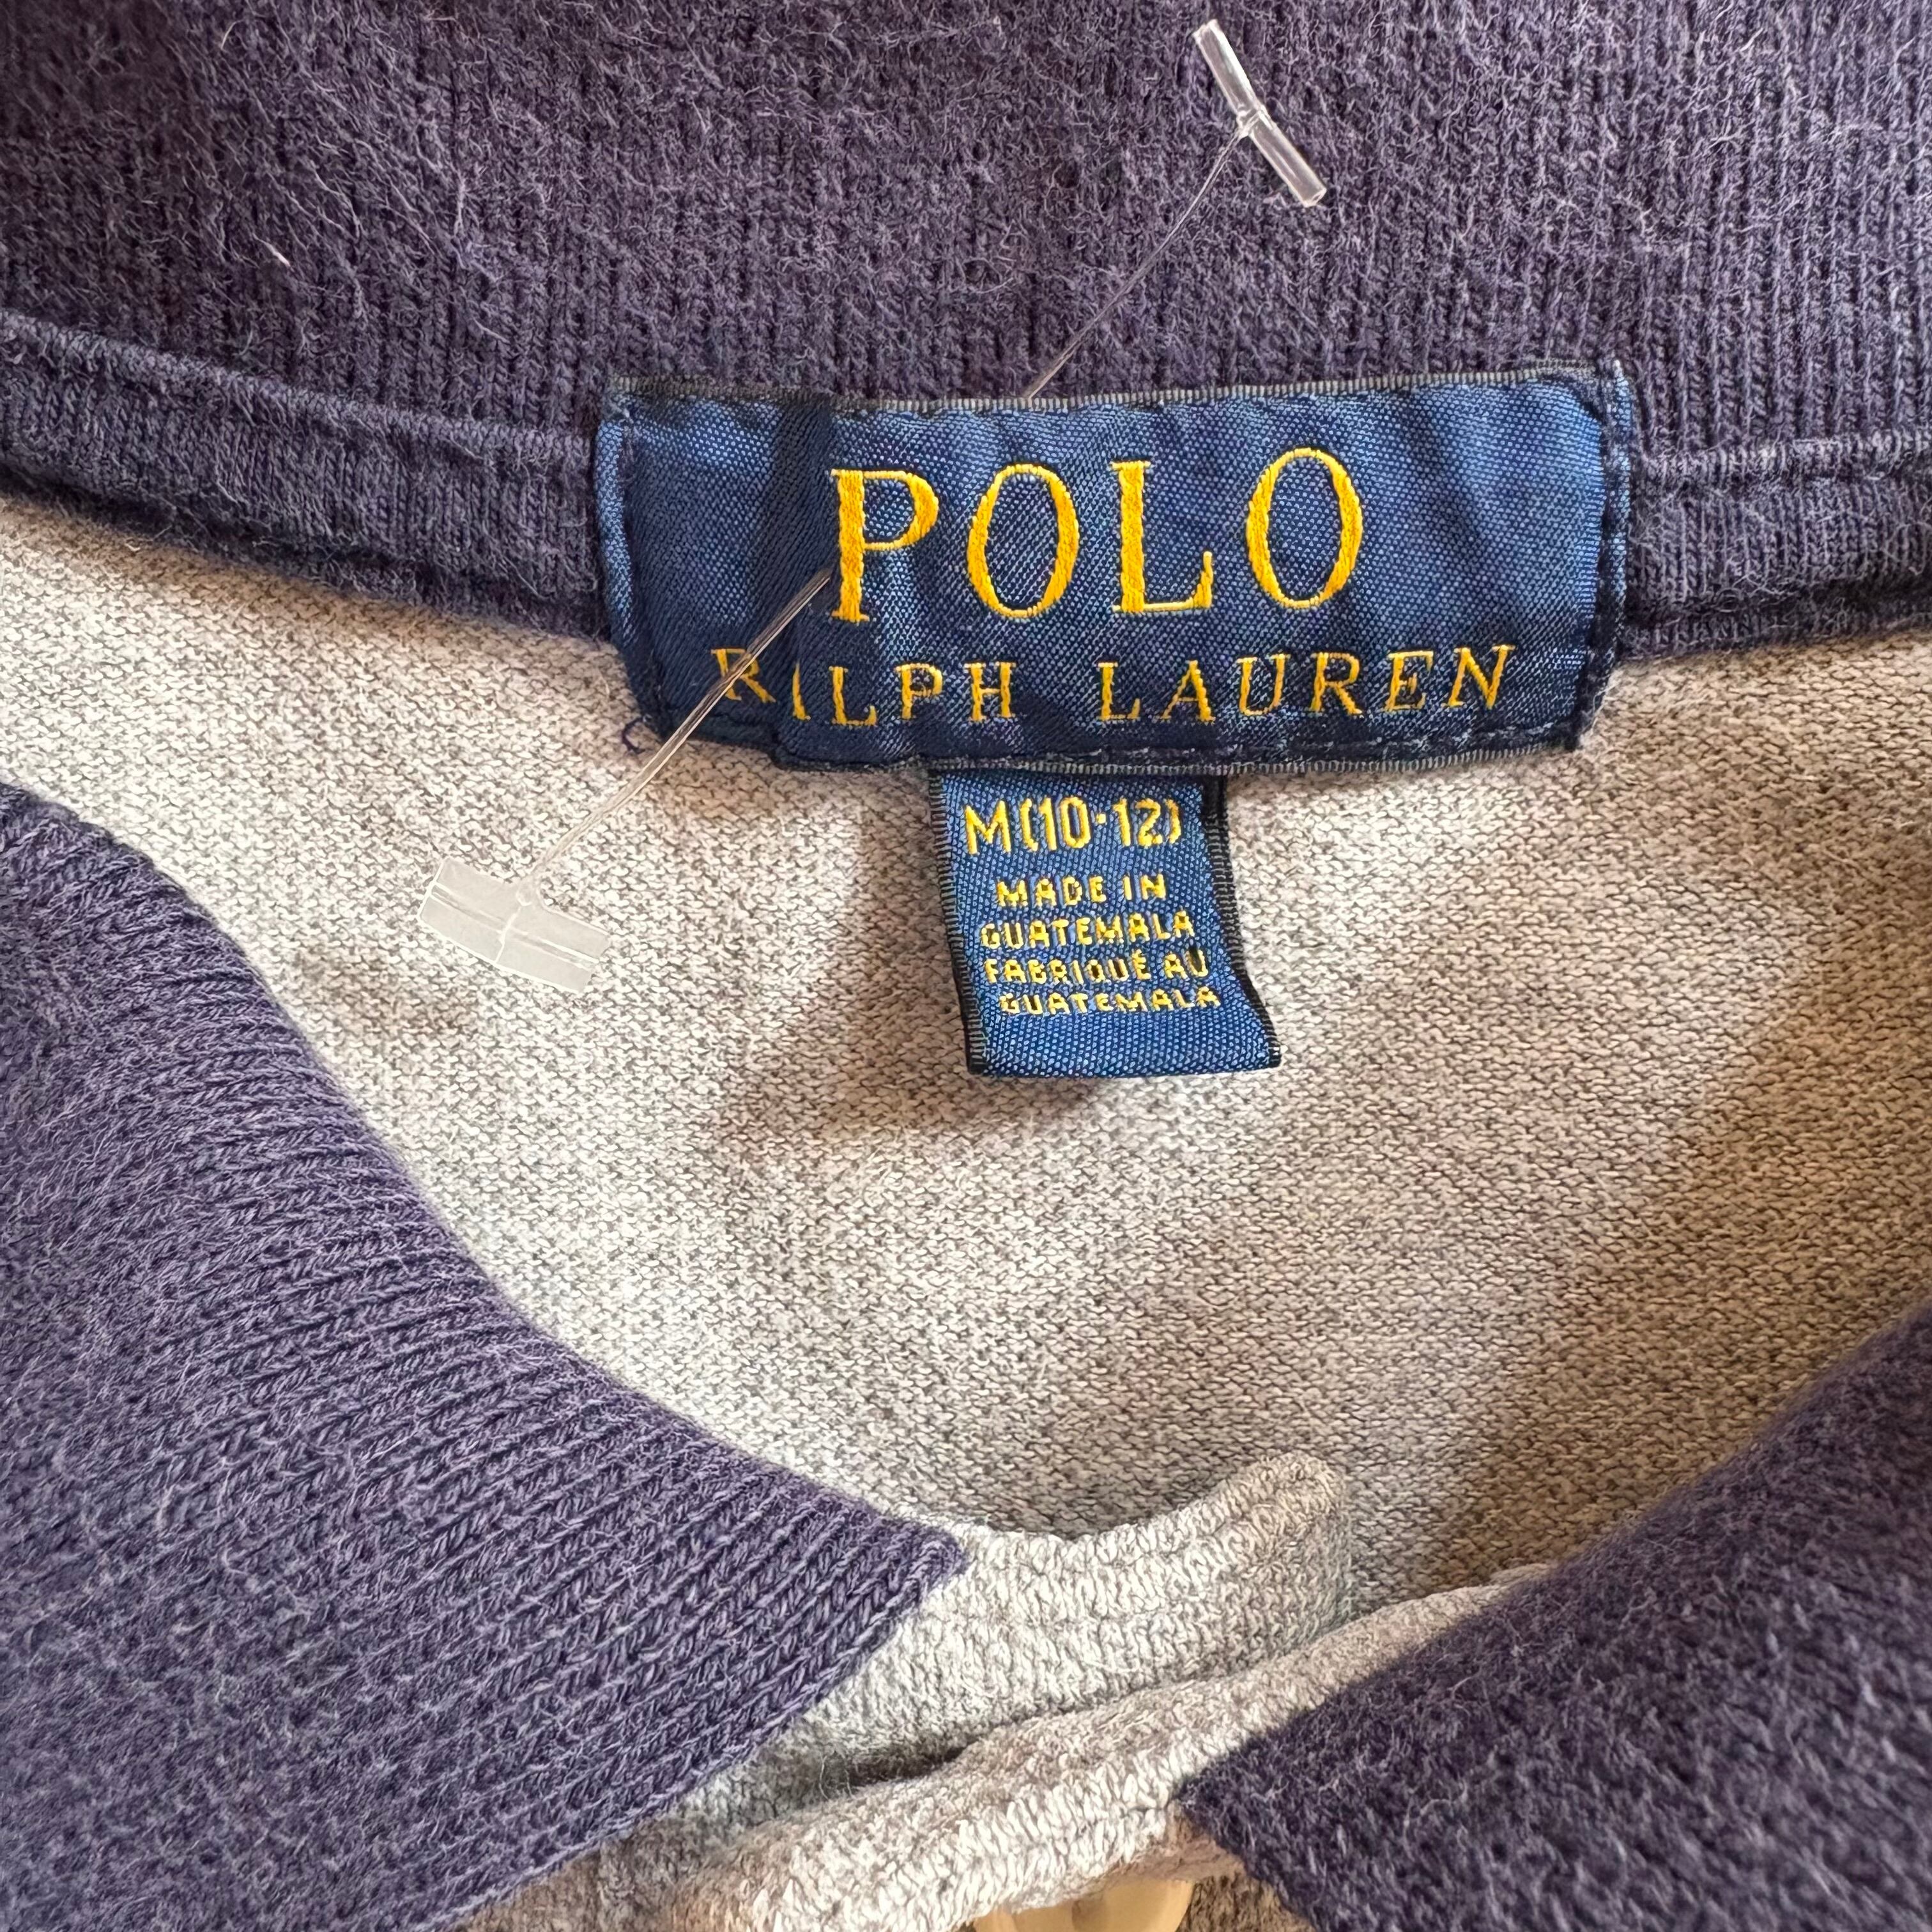 POLO
RALPH LAUREN
M(10-12)
MADE IN
GUATEMALA
FABRIQUÉ AU
GUATEMALA